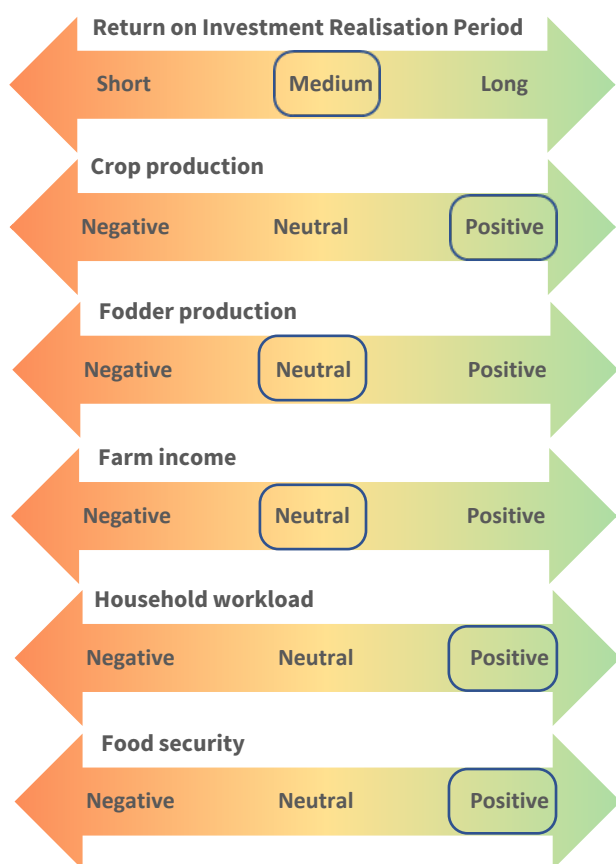 Return on Investment Realisation Period
Short Medium Long
Crop production
Negative Neutral Positive
Fodder production
Negative Neutral Positive
Farm income
Negative Neutral Positive
Household workload
Negative Neutral Positive
Food security
Negative Neutral Positive